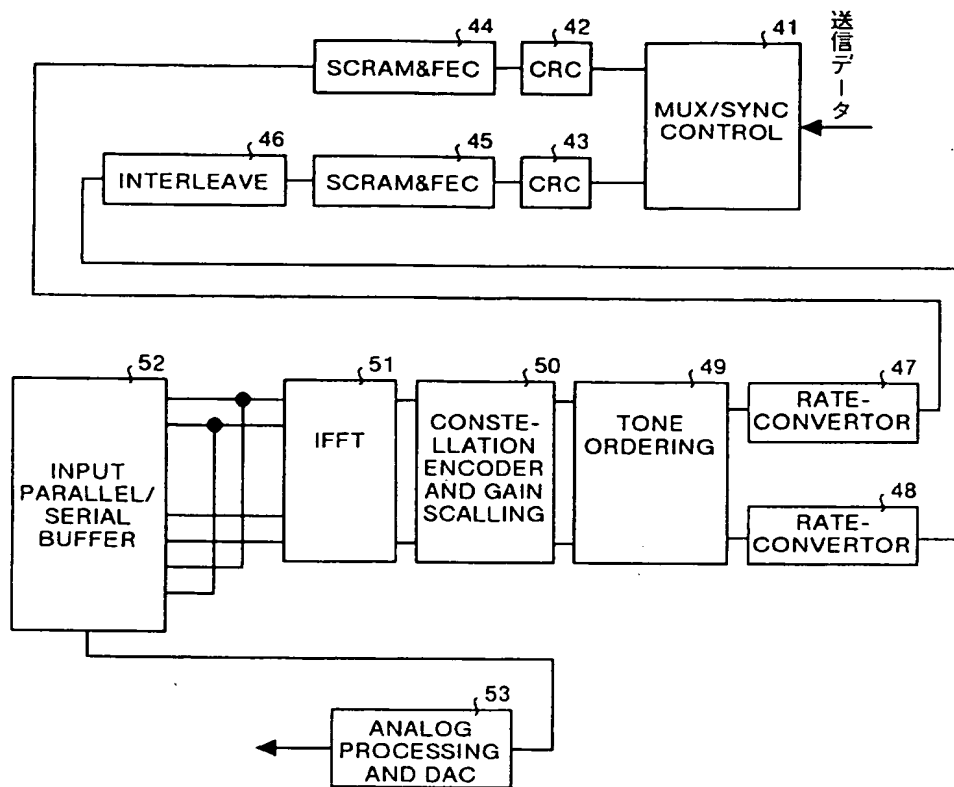 44
SCRAM&FEC
42
CRC
41
MUX/SYNC
CONTROL
送信データ
46
INTERLEAVE
45
SCRAM&FEC
43
CRC
52
INPUT
PARALLEL/
SERIAL
BUFFER
51
IFFT
50
CONSTE-
LLATION
ENCODER
AND GAIN
SCALLING
49
TONE
ORDERING
47
RATE-
CONVERTOR
48
RATE-
CONVERTOR
53
ANALOG
PROCESSING
AND DAC